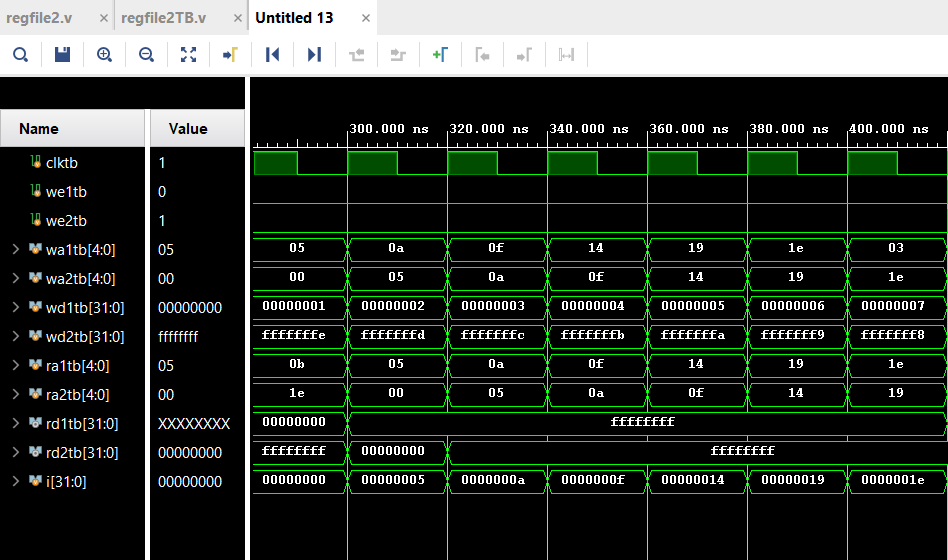 regfile2.v × regfile2TB.v × Untitled 13 ×
Name Value
300.000 ns 320.000 ns 340.000 ns 360.000 ns 380.000 ns 400.000 ns
clktb 1
we1tb 0
we2tb 1
wa1tb[4:0] 05 05 0a 0f 14 19 1e 03
wa2tb[4:0] 00 00 05 0a 0f 14 19 1e
wd1tb[31:0] 00000000 00000001 00000002 00000003 00000004 00000005 00000006 00000007
wd2tb[31:0] ffffffff fffffffe fffffffd fffffffc fffffffb fffffffa fffffff9 fffffff8
ra1tb[4:0] 05 0b 05 0a 0f 14 19 1e
ra2tb[4:0] 00 1e 00 05 0a 0f 14 19
rd1tb[31:0] XXXXXXXX 00000000 ffffffff
rd2tb[31:0] 00000000 ffffffff 00000000 ffffffff
i[31:0] 00000000 00000000 00000005 0000000a 0000000f 00000014 00000019 0000001e